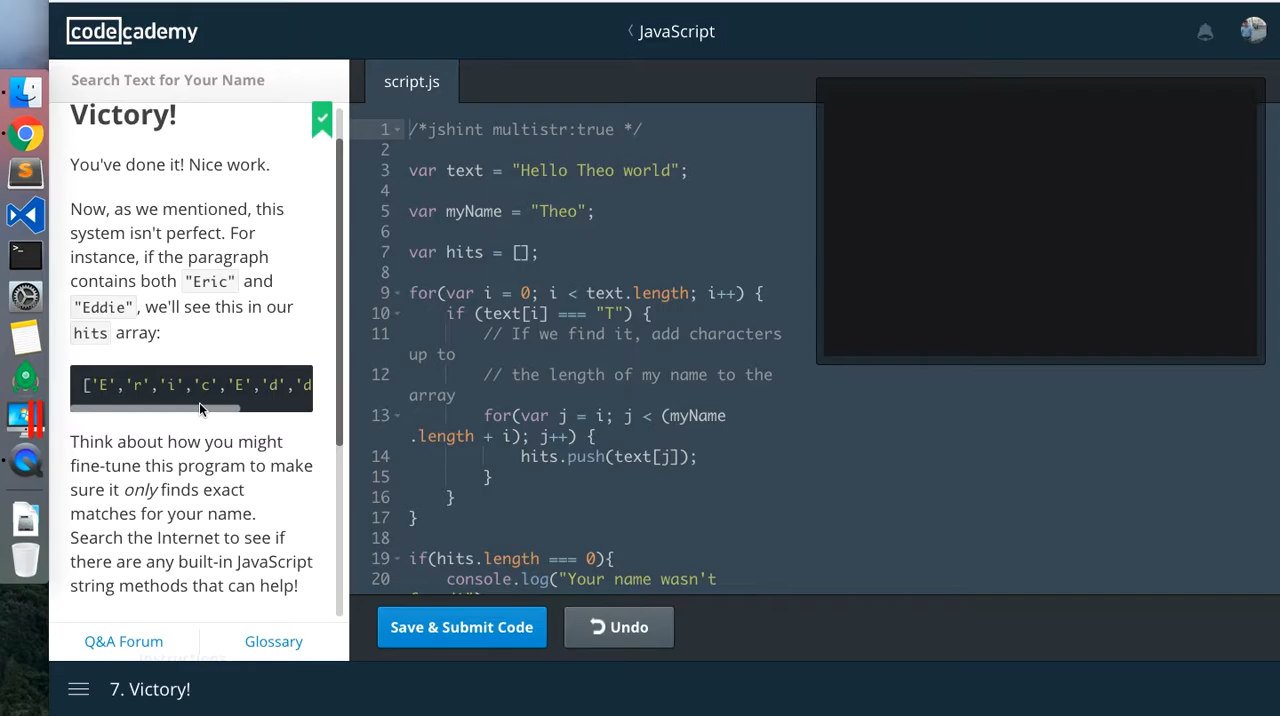 codecademy
JavaScript
Search Text for Your Name
script.js
Victory!
You've done it! Nice work.
Now, as we mentioned, this
system isn't perfect. For
instance, if the paragraph
contains both "Eric" and
"Eddie", we'll see this in our
hits array:
['E','r','i','c','E','d','d
Think about how you might
fine-tune this program to make
sure it only finds exact
matches for your name.
Search the Internet to see if
there are any built-in JavaScript
string methods that can help!
Q&A Forum
Glossary
1 /*jshint multistr:true */
2
3 var text = "Hello Theo world";
4
5 var myName = "Theo";
6
7 var hits = [];
8
9 for(var i = 0; i < text.length; i++) {
10 if (text[i] === "T") {
11 // If we find it, add characters
up to
12 // the length of my name to the
array
13 for(var j = i; j < (myName
.length + i); j++) {
14 hits.push(text[j]);
15 }
16 }
17 }
18
19 if(hits.length === 0){
20 console.log("Your name wasn't
Save & Submit Code
Undo
7. Victory!